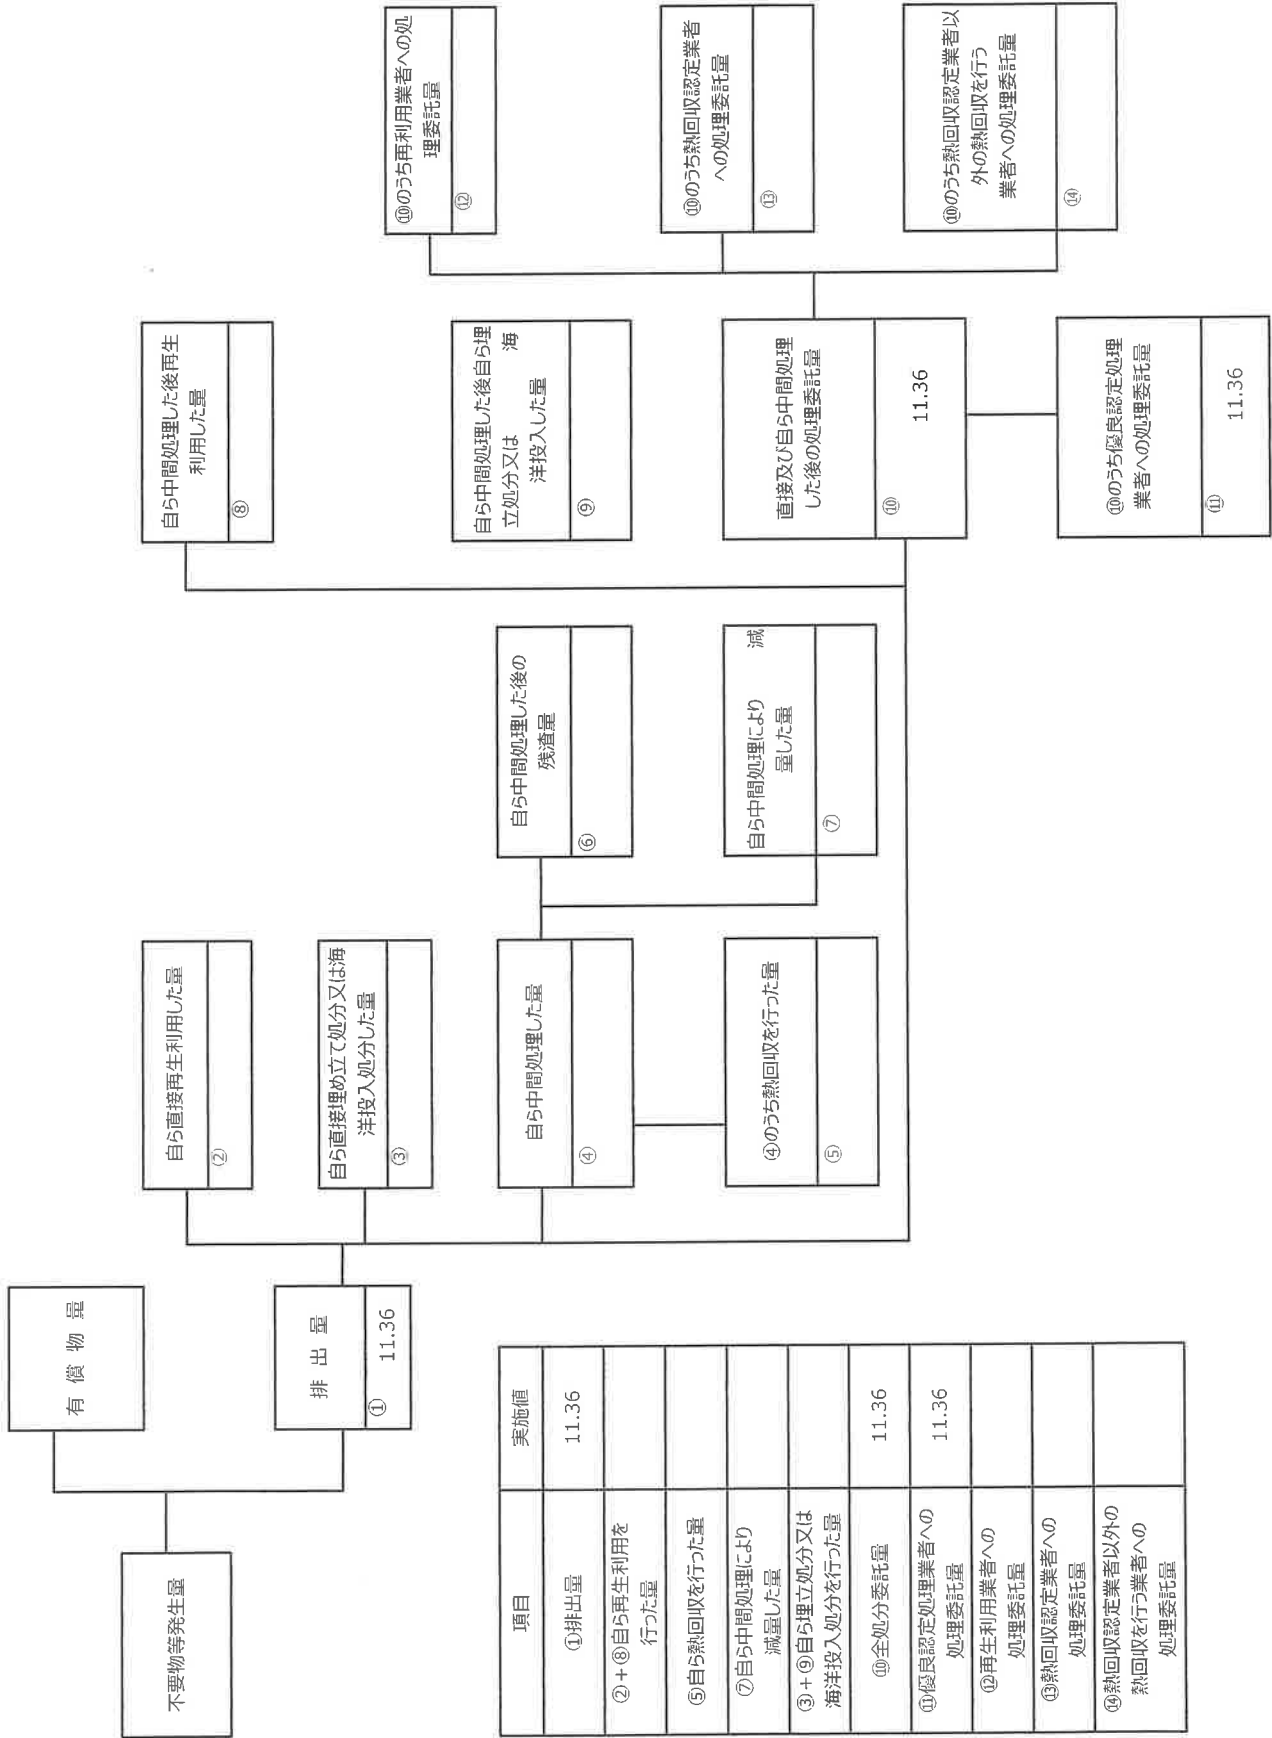 不要物等発生量
有 償 物 量
排 出 量
① 11.36
自ら直接再生利用した量
②
自ら直接埋め立て処分又は海
洋投入処分した量
③
自ら中間処理した量
④
④のうち熱回収を行った量
⑤
自ら中間処理した後の
残渣量
⑥
自ら中間処理により 減
量した量
⑦
自ら中間処理した後再生
利用した量
⑧
自ら中間処理した後自ら埋
立処分又は 海
洋投入した量
⑨
直接及び自ら中間処理
した後の処理委託量
⑩ 11.36
⑩のうち優良認定処理
業者への処理委託量
⑪ 11.36
⑩のうち再利用業者への処
理委託量
⑫
⑩のうち熱回収認定業者
への処理委託量
⑬
⑩のうち熱回収認定業者以
外の熱回収を行う
業者への処理委託量
⑭
項目 実施値
①排出量 11.36
②+⑧自ら再生利用を
行った量
⑤自ら熱回収を行った量
⑦自ら中間処理により
減量した量
③+⑨自ら埋立処分又は
海洋投入処分を行った量
⑩全処分委託量 11.36
⑪優良認定処理業者への
処理委託量 11.36
⑫再生利用業者への
処理委託量
⑬熱回収認定業者への
処理委託量
⑭熱回収認定業者以外の
熱回収を行う業者への
処理委託量